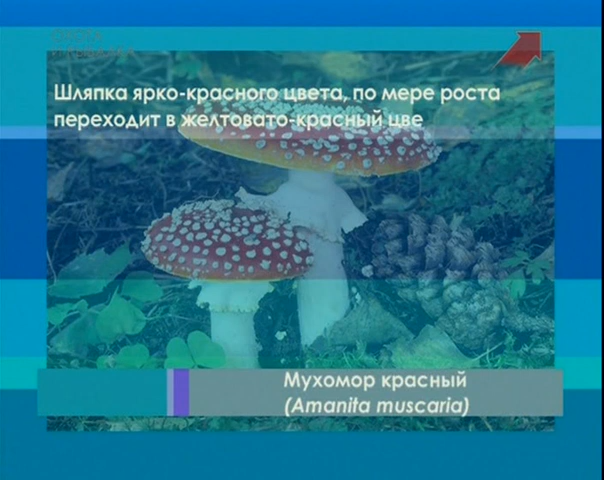 Шляпка ярко-красного цвета, по мере роста
переходит в желтовато-красный цве
Мухомор красный
(Amanita muscaria)